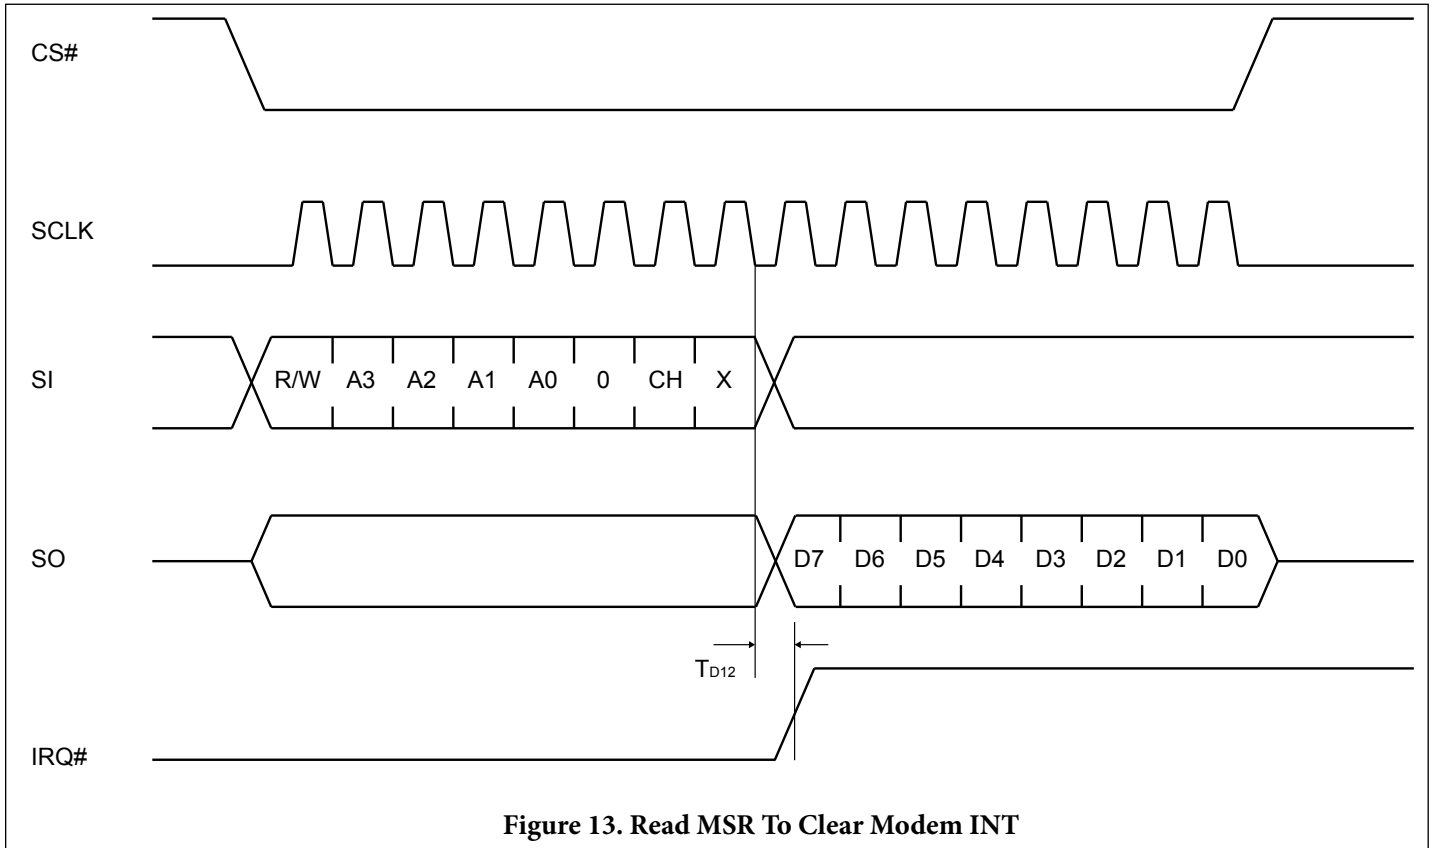 CS#
SCLK
SI R/W A3 A2 A1 A0 0 CH X
SO D7 D6 D5 D4 D3 D2 D1 D0
TD12
IRQ#
Figure 13. Read MSR To Clear Modem INT